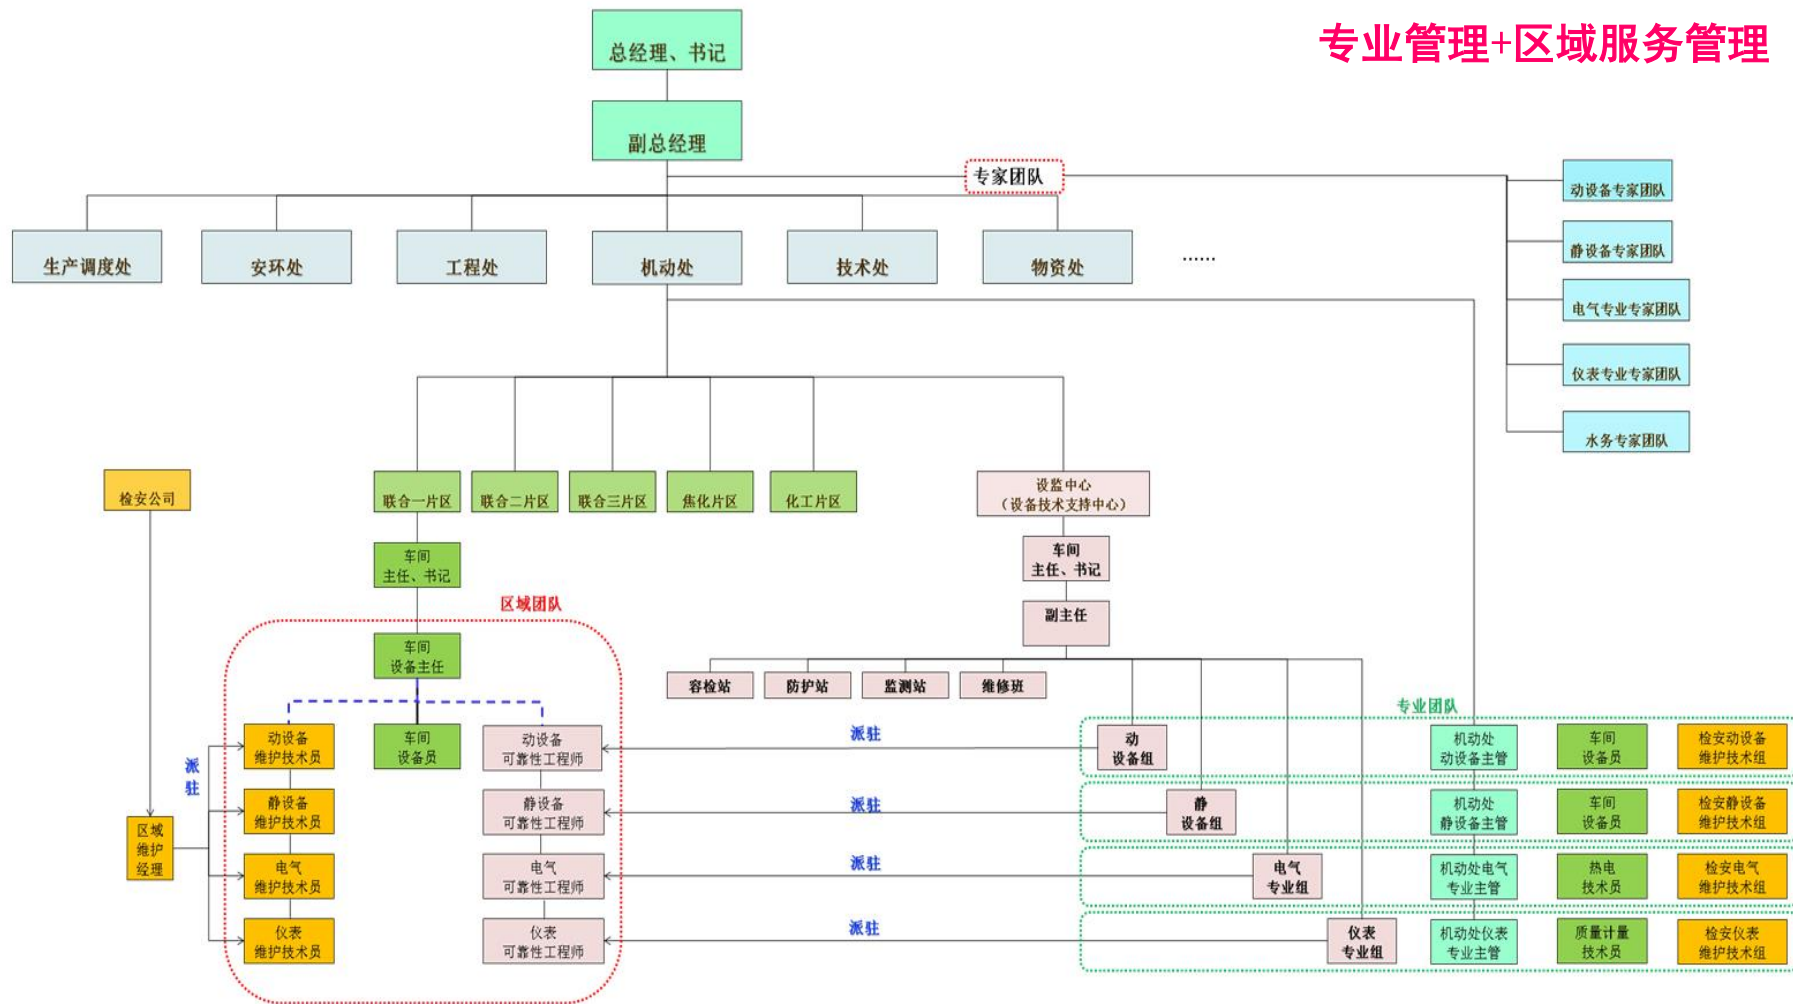 专业管理+区域服务管理
总经理、书记
副总经理
专家团队
动设备专家团队
静设备专家团队
电气专业专家团队
仪表专业专家团队
水务专家团队
生产调度处
安环处
工程处
机动处
技术处
物资处
......
检安公司
联合一片区
联合二片区
联合三片区
焦化片区
化工片区
设监中心
（设备技术支持中心）
车间
主任、书记
车间
主任、书记
副主任
区域团队
车间
设备主任
容检站
防护站
监测站
维修班
专业团队
派驻
区域
维护
经理
动设备
维护技术员
车间
设备员
动设备
可靠性工程师
派驻
动
设备组
机动处
动设备主管
车间
设备员
检安动设备
维护技术组
静设备
维护技术员
静设备
可靠性工程师
派驻
静
设备组
机动处
静设备主管
车间
设备员
检安静设备
维护技术组
电气
维护技术员
电气
可靠性工程师
派驻
电气
专业组
机动处电气
专业主管
热电
技术员
检安电气
维护技术组
仪表
维护技术员
仪表
可靠性工程师
派驻
仪表
专业组
机动处仪表
专业主管
质量计量
技术员
检安仪表
维护技术组